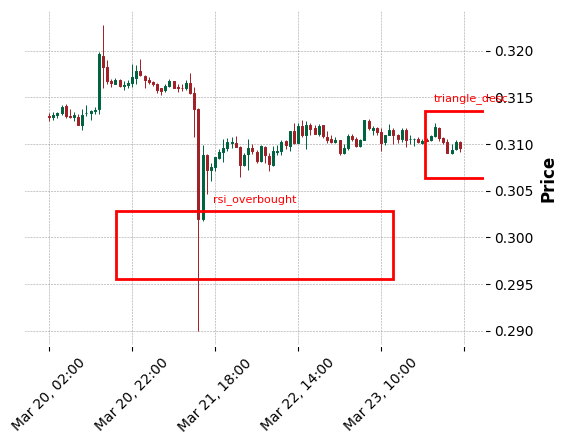 triangle_desc
rsi_overbought
0.320
0.315
0.310
0.305
0.300
0.295
0.290
Price
Mar 20, 02:00
Mar 20, 22:00
Mar 21, 18:00
Mar 22, 14:00
Mar 23, 10:00